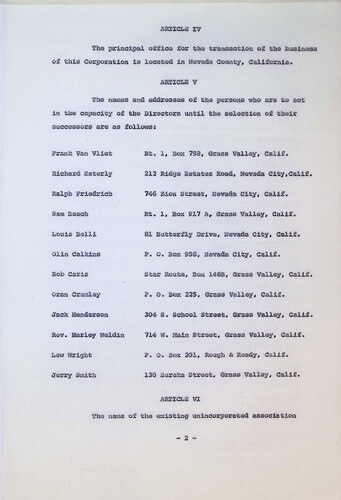 ARTICLE IV
The principal office for the transaction of the business
of this Corporation is located in Nevada County, California.
ARTICLE V
The names and addresses of the persons who are to act
in the capacity of the Directors until the selection of their
successors are as follows:
Frank Van Vliet Rt. 1, Box 798, Grass Valley, Calif.
Richard Esterly 212 Ridge Estates Road, Nevada City, Calif.
Ralph Friedrich 746 Zion Street, Nevada City, Calif.
Sam Beach Rt. 1, Box 917 A, Grass Valley, Calif.
Louis Belli 81 Butterfly Drive, Nevada City, Calif.
Olin Calkins P. O. Box 908, Nevada City, Calif.
Bob Caris Star Route, Box 146B, Grass Valley, Calif.
Oran Crumley P. O. Box 225, Grass Valley, Calif.
Jack Henderson 304 S. School Street, Grass Valley, Calif.
Rev. Harley Weldin 714 W. Main Street, Grass Valley, Calif.
Lew Wright P. O. Box 201, Rough & Ready, Calif.
Jerry Smith 130 Eureka Street, Grass Valley, Calif.
ARTICLE VI
The name of the existing unincorporated association
- 2 -